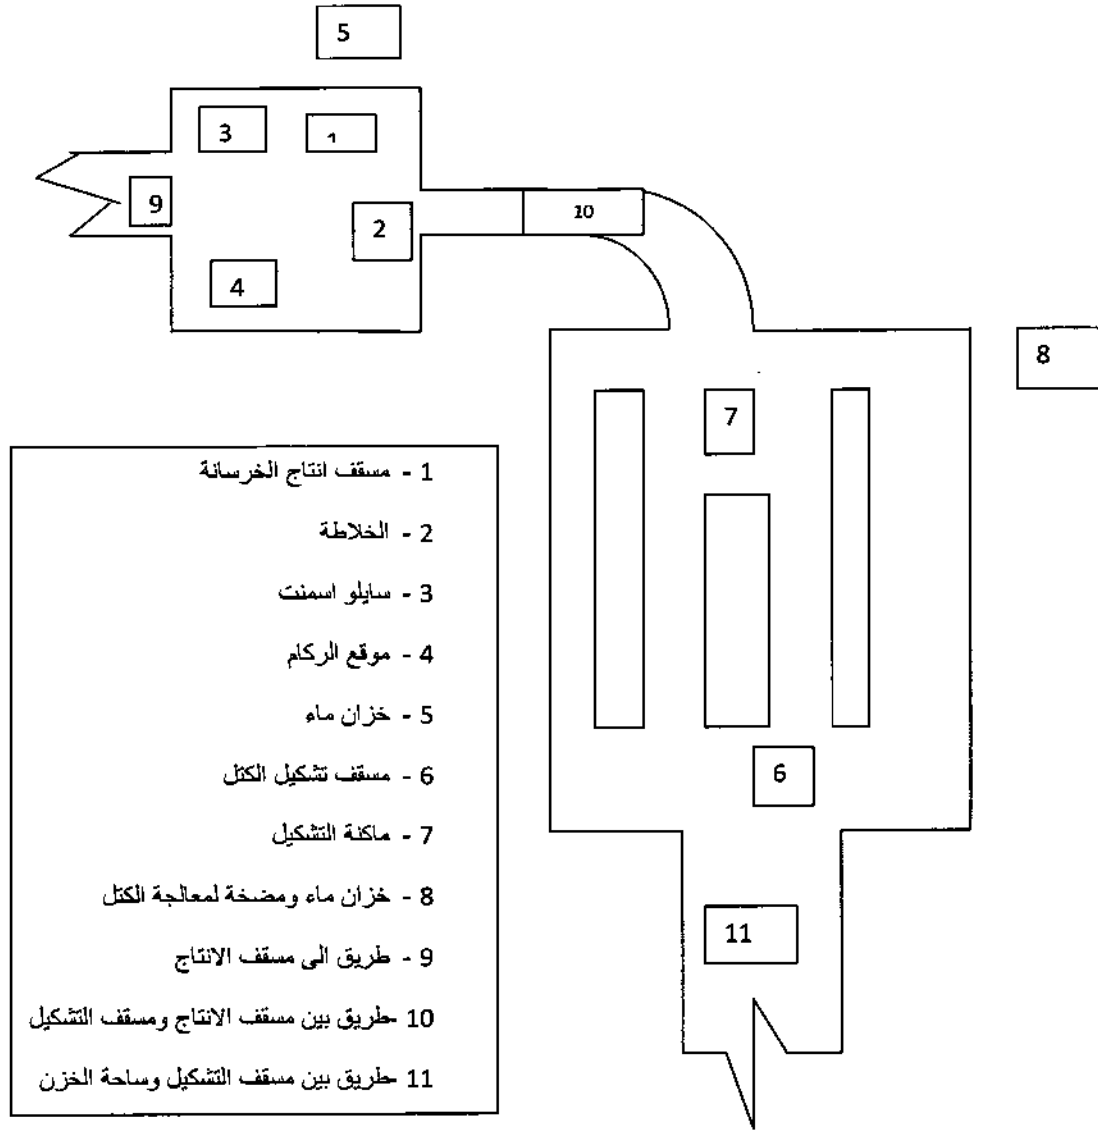 5
3
1
9
2
10
4
8
7
1 - مسقف انتاج الخرسانة
2 - الخلاطة
3 - سايلو اسمنت
4 - موقع الركام
5 - خزان ماء
6 - مسقف تشكيل الكتل
7 - ماكنة التشكيل
8 - خزان ماء ومضخة لمعالجة الكتل
9 - طريق الى مسقف الانتاج
10 -طريق بين مسقف الانتاج ومسقف التشكيل
11 -طريق بين مسقف التشكيل وساحة الخزن
6
11